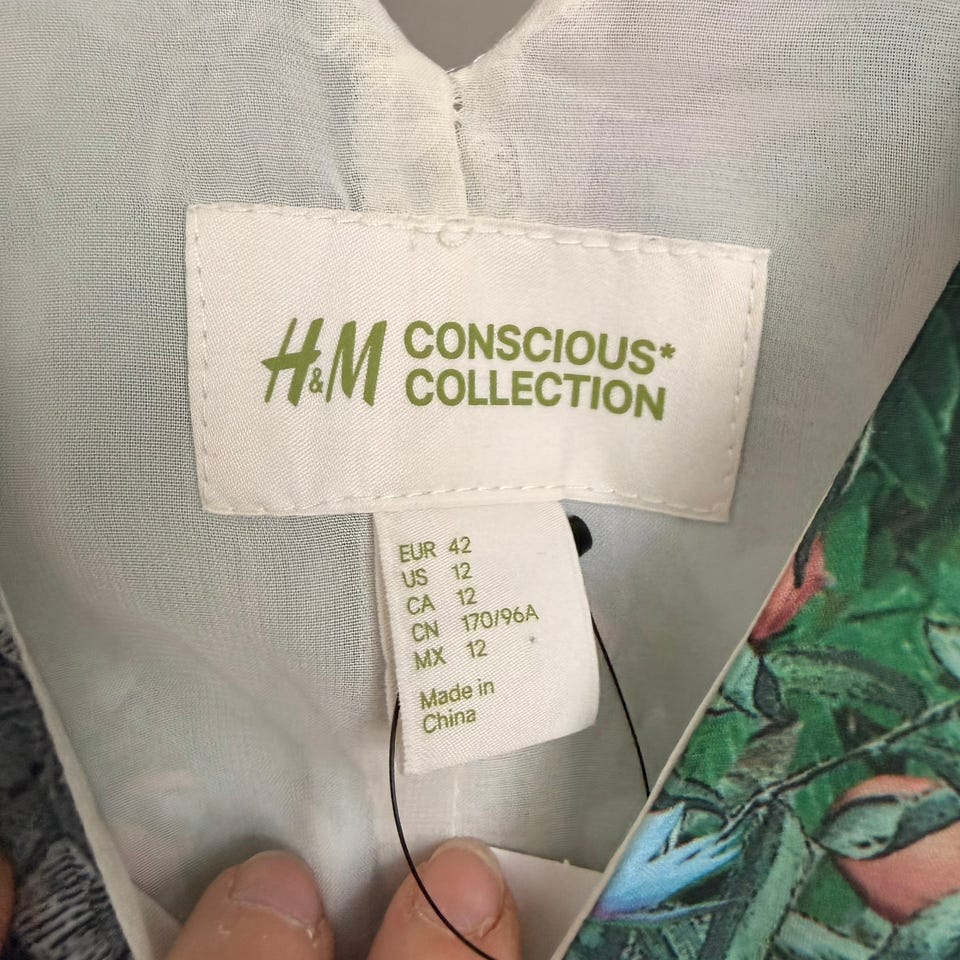 H&M CONSCIOUS*
COLLECTION
EUR 42
US 12
CA 12
CN 170/96A
MX 12
Made in
China